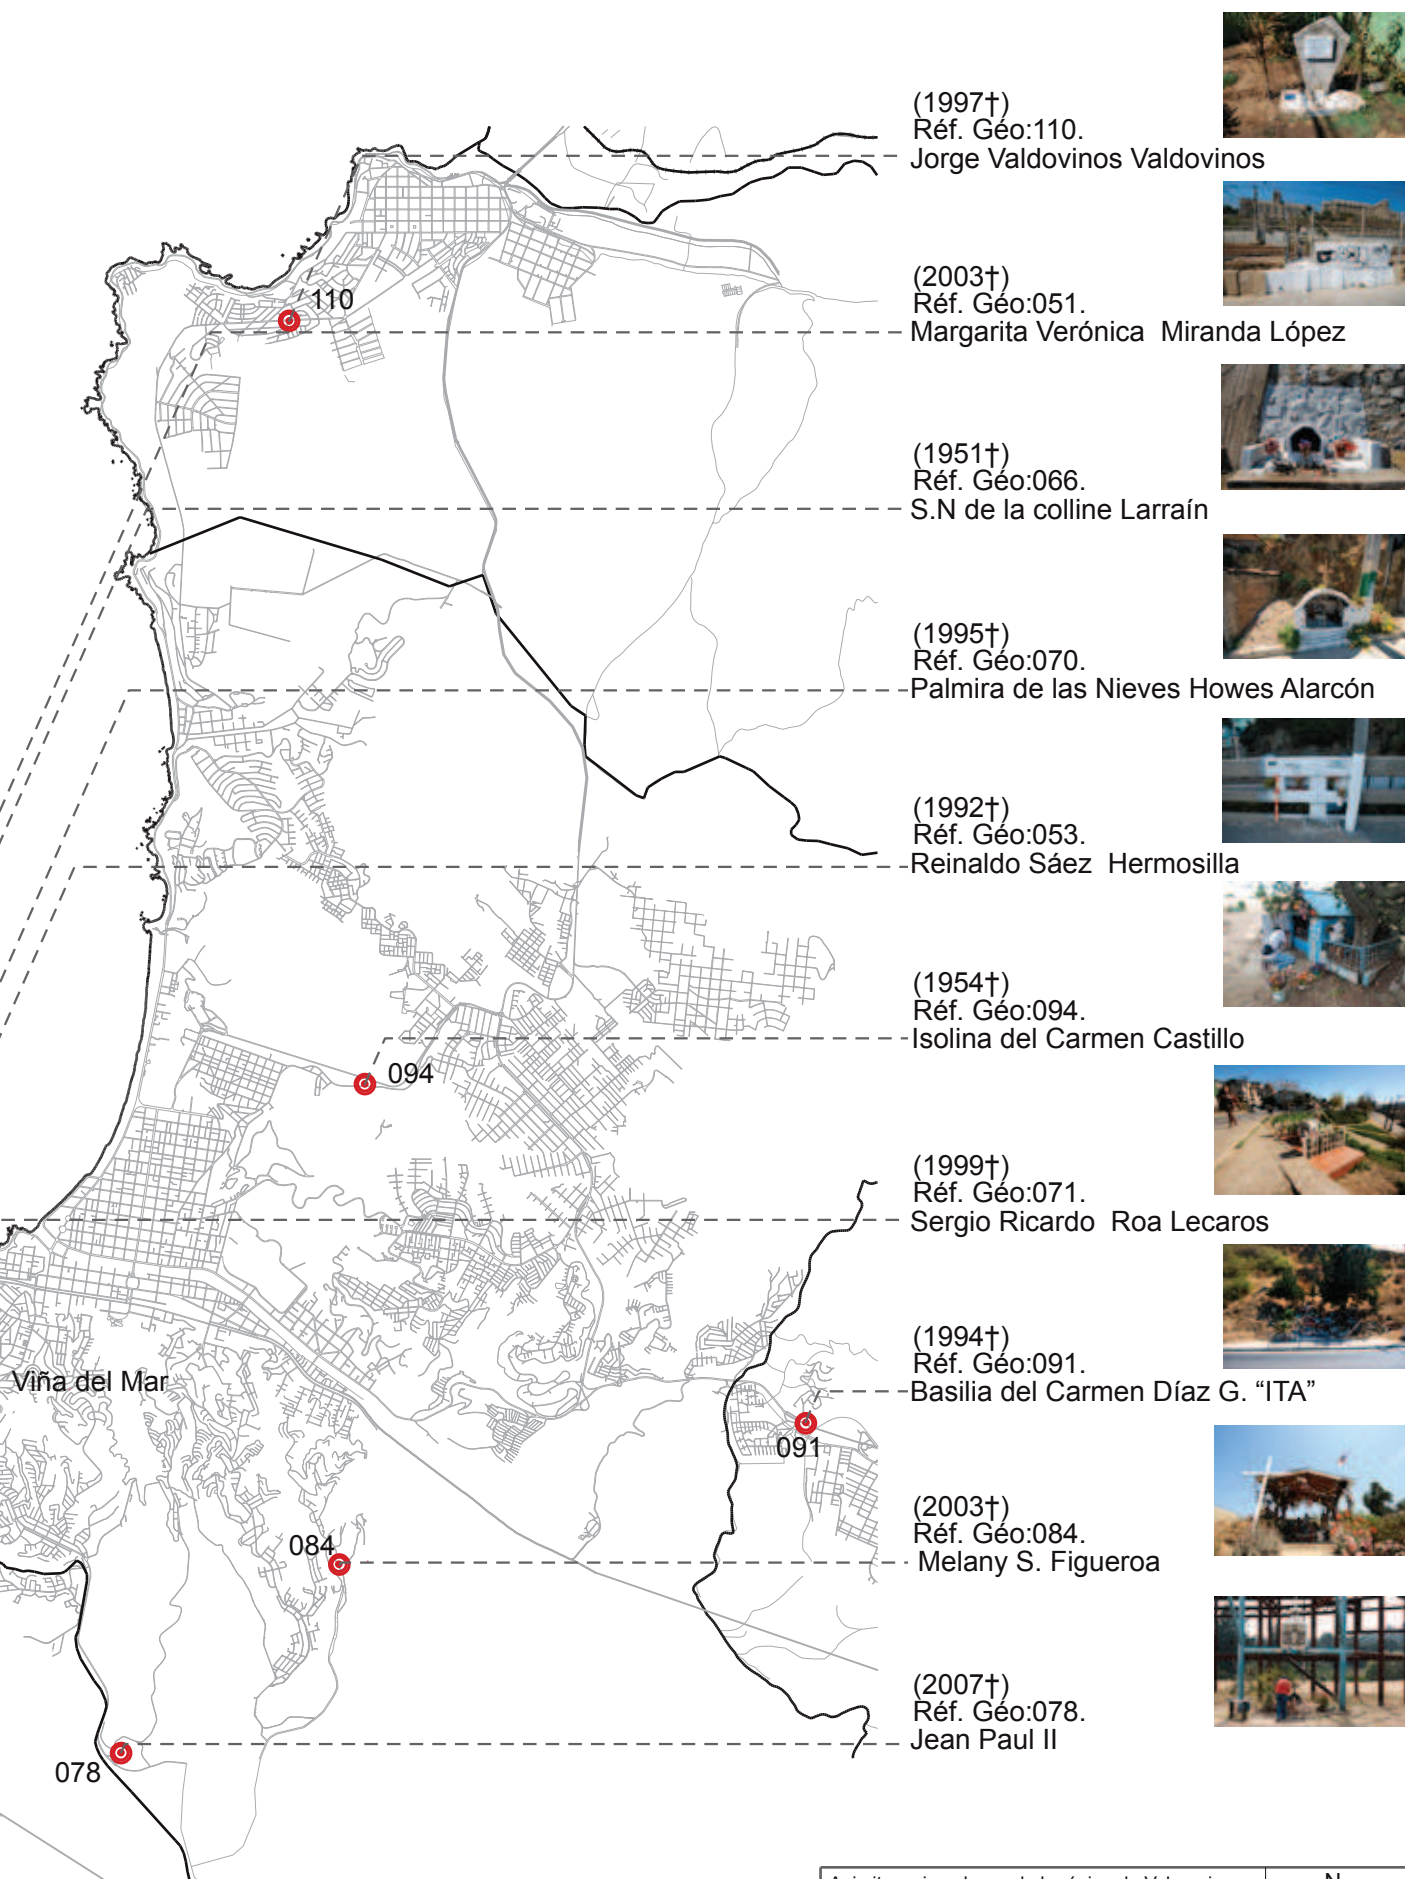 (1997†)
Réf. Géo:110.
Jorge Valdovinos Valdovinos
110
(2003†)
Réf. Géo:051.
Margarita Verónica  Miranda López
(1951†)
Réf. Géo:066.
S.N de la colline Larraín
(1995†)
Réf. Géo:070.
Palmira de las Nieves Howes Alarcón
(1992†)
Réf. Géo:053.
Reinaldo Sáez  Hermosilla
(1954†)
Réf. Géo:094.
Isolina del Carmen Castillo
094
(1999†)
Réf. Géo:071.
Sergio Ricardo  Roa Lecaros
(1994†)
Réf. Géo:091.
Basilia del Carmen Díaz G. “ITA”
Viña del Mar
091
(2003†)
Réf. Géo:084.
Melany S. Figueroa
084
(2007†)
Réf. Géo:078.
Jean Paul II
078
N